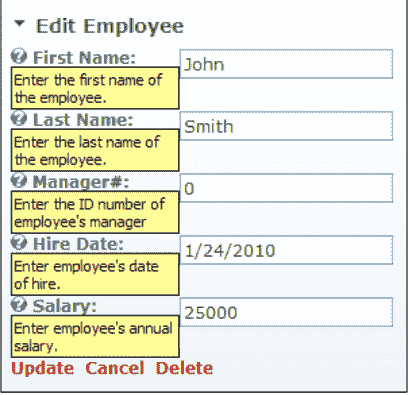 Edit Employee
First Name: John
Enter the first name of
the employee.
Last Name: Smith
Enter the last name of
the employee.
Manager#: 0
Enter the ID number of
employee's manager
Hire Date: 1/24/2010
Enter employee's date
of hire.
Salary: 25000
Enter employee's annual
salary.
Update Cancel Delete